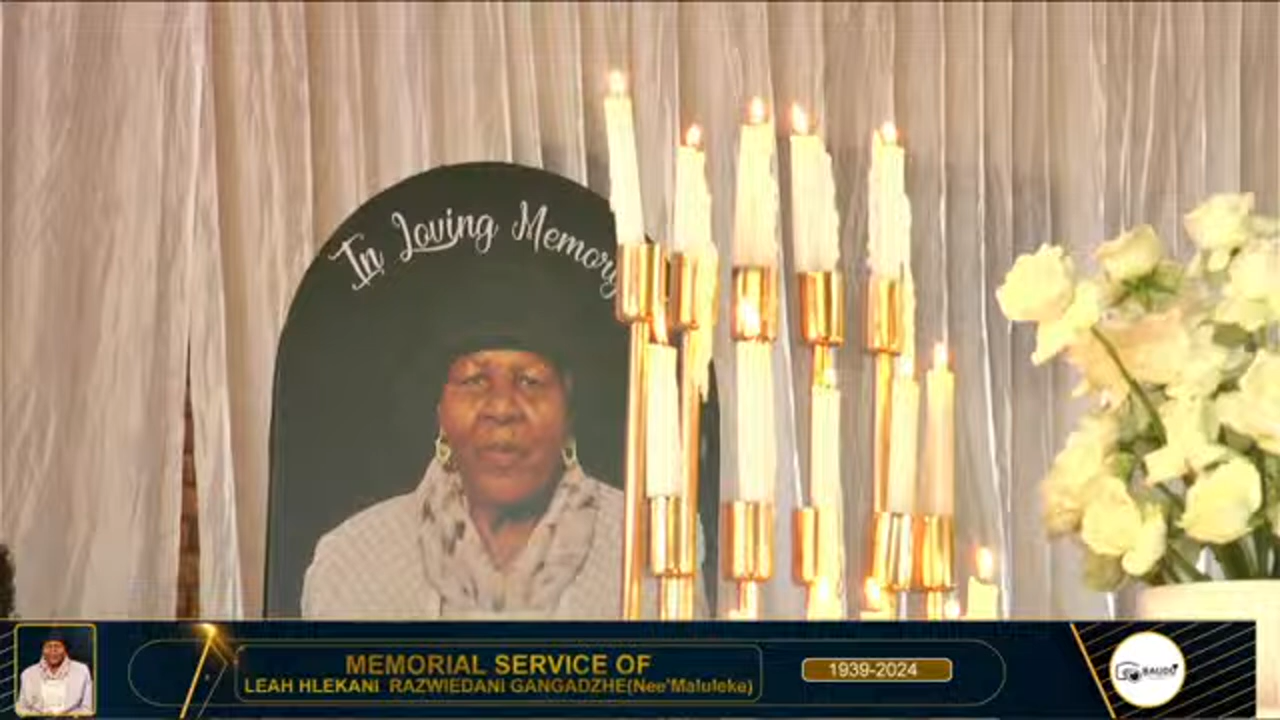 In Loving Memory
MEMORIAL SERVICE OF
LEAH HLEKANI RAZWIEDANI GANGADZHE(Nee'Maluleke)
1939-2024